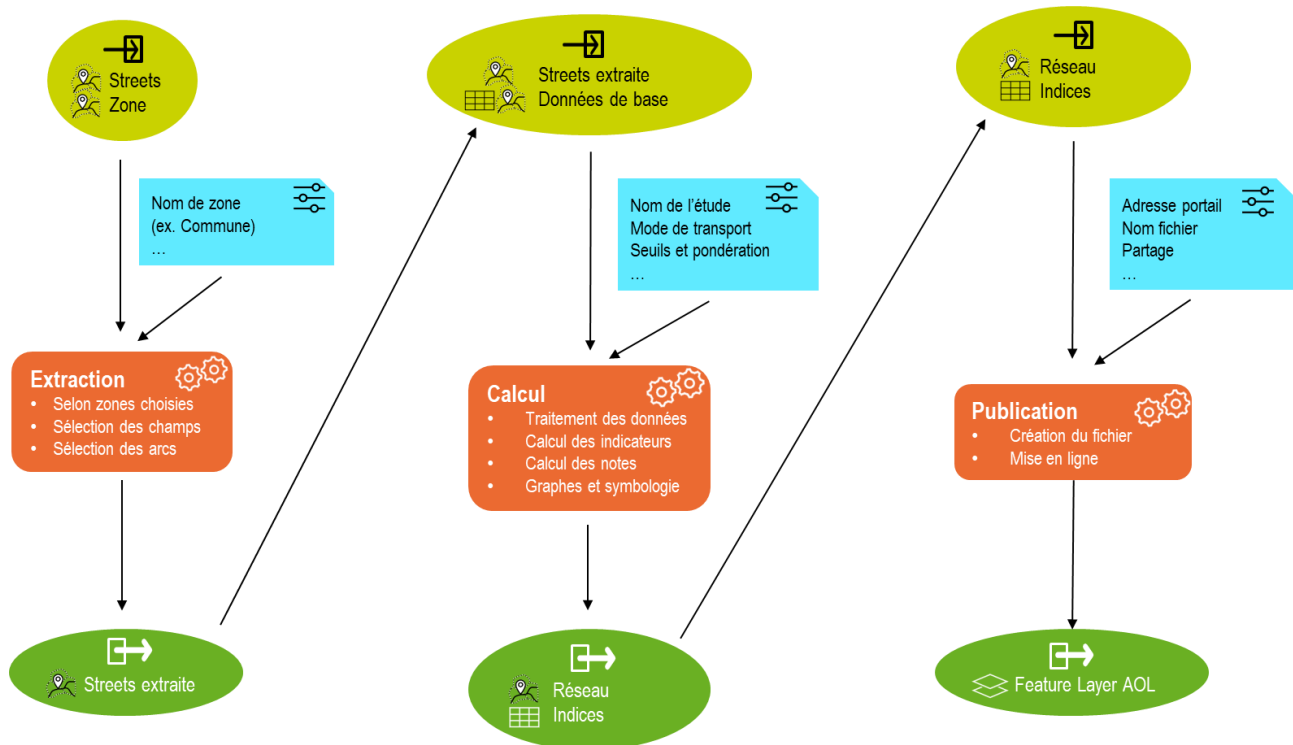 Streets
Zone
Nom de zone
(ex. Commune)
…
Extraction
• Selon zones choisies
• Sélection des champs
• Sélection des arcs
Streets extraite
Streets extraite
Données de base
Nom de l'étude
Mode de transport
Seuils et pondération
…
Calcul
• Traitement des données
• Calcul des indicateurs
• Calcul des notes
• Graphes et symbologie
Réseau
Indices
Réseau
Indices
Adresse portail
Nom fichier
Partage
…
Publication
• Création du fichier
• Mise en ligne
Feature Layer AOL